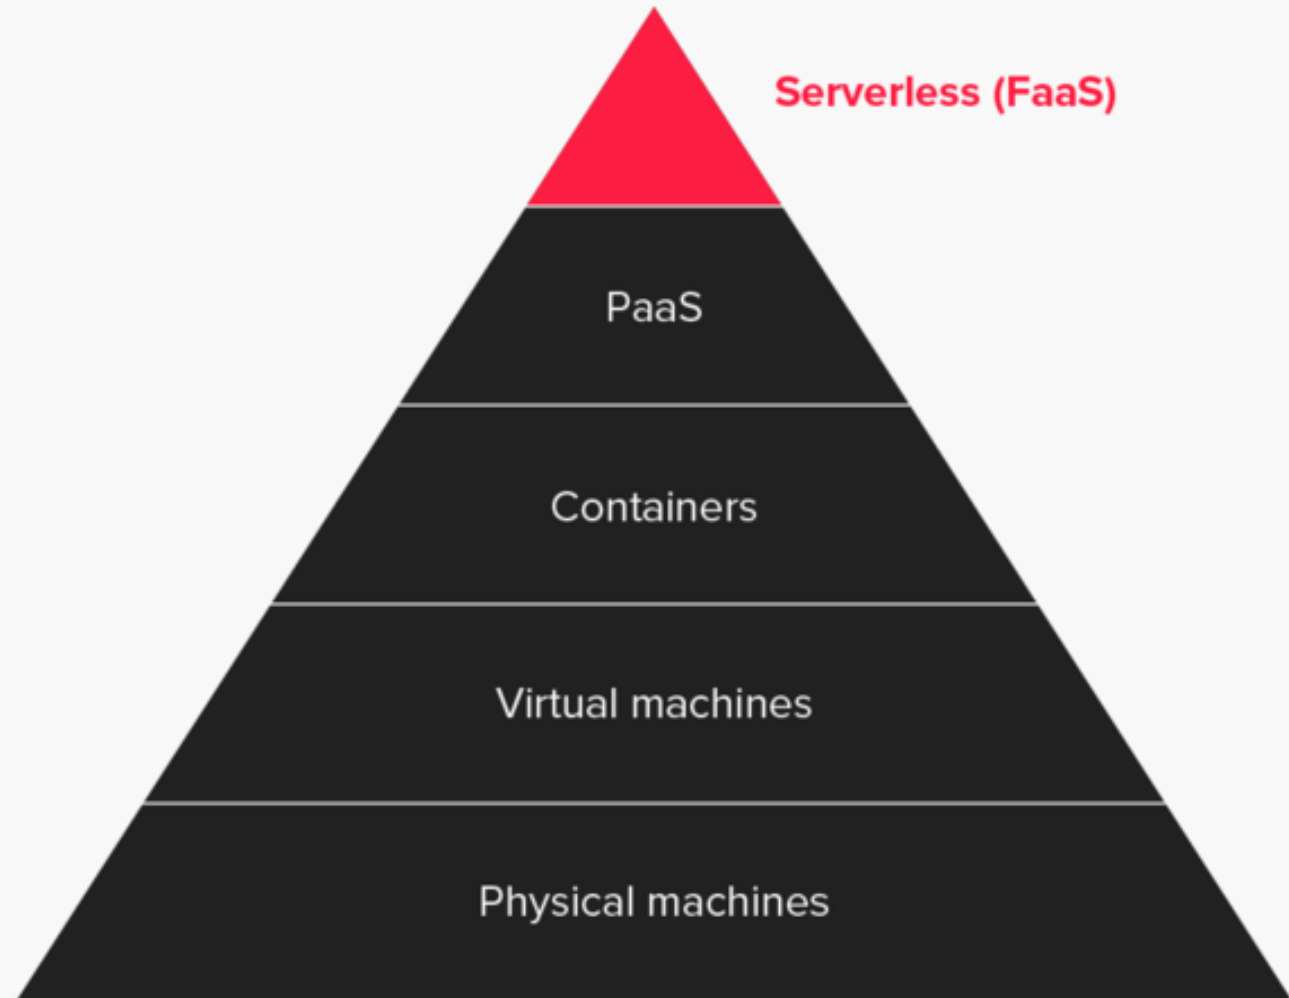 Serverless (FaaS)
PaaS
Containers
Virtual machines
Physical machines